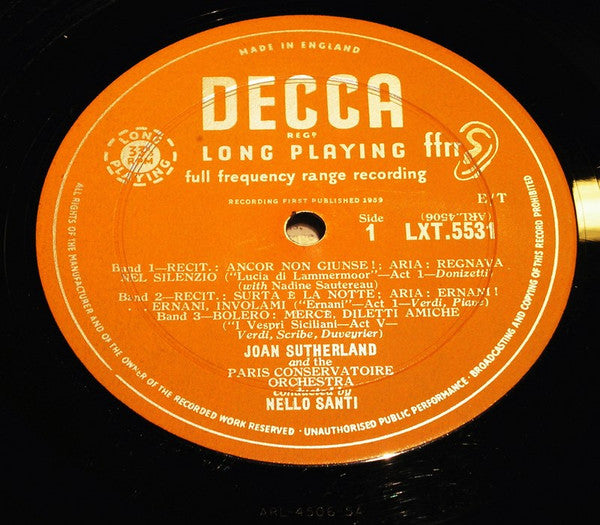 MADE IN ENGLAND
DECCA
REGD
LONG PLAYING
ffrr
LONG PLAYING
33⅓
RPM
full frequency range recording
RECORDING FIRST PUBLISHED 1959
E/T
Side
1
(ARL.4506)
LXT.5531
Band 1—RECIT.: ANCOR NON GIUNSE!; ARIA: REGNAVA
NEL SILENZIO ("Lucia di Lammermoor"—Act 1—Donizetti)
(with Nadine Sautereau)
Band 2—RECIT.: SURTA E LA NOTTE; ARIA: ERNANI!
... ERNANI, INVOLAMI ("Ernani"—Act 1—Verdi, Piave)
Band 3—BOLERO: MERCE, DILETTI AMICHE
("I Vespri Siciliani—Act V—
Verdi, Scribe, Duveyrier)
JOAN SUTHERLAND
and the
PARIS CONSERVATOIRE
ORCHESTRA
conducted by
NELLO SANTI
ALL RIGHTS OF THE MANUFACTURER AND OF THE OWNER OF THE RECORDED WORK RESERVED · UNAUTHORISED PUBLIC PERFORMANCE · BROADCASTING AND COPYING OF THIS RECORD PROHIBITED
ARL-4506-5A